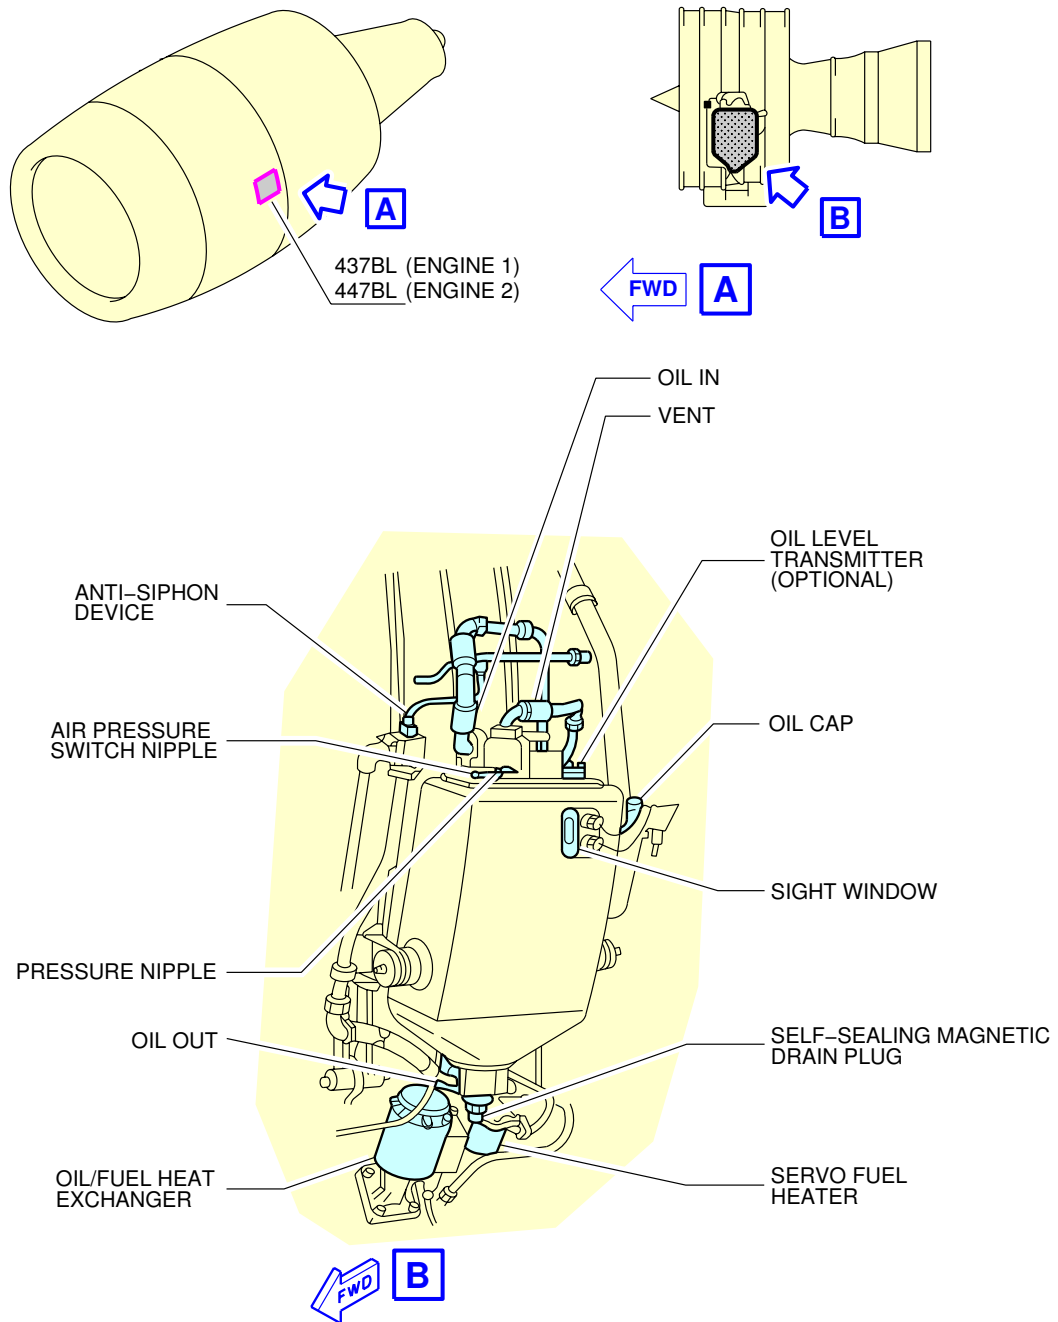 A
B
437BL (ENGINE 1)
447BL (ENGINE 2)
FWD
A
OIL IN
VENT
OIL LEVEL
TRANSMITTER
(OPTIONAL)
ANTI–SIPHON
DEVICE
AIR PRESSURE
SWITCH NIPPLE
OIL CAP
SIGHT WINDOW
PRESSURE NIPPLE
OIL OUT
SELF–SEALING MAGNETIC
DRAIN PLUG
OIL/FUEL HEAT
EXCHANGER
SERVO FUEL
HEATER
FWD
B